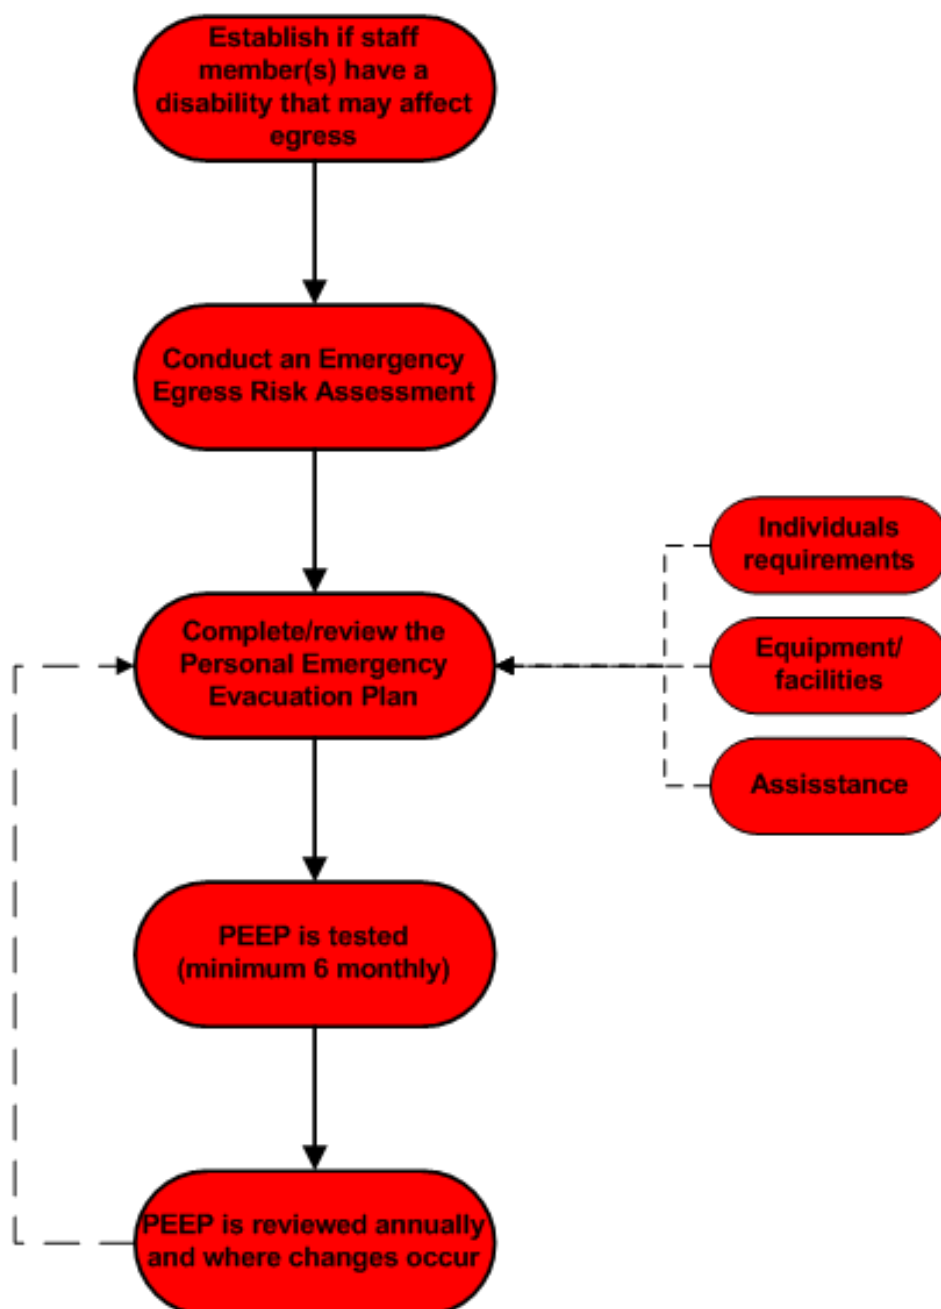 Establish if staff
member(s) have a
disability that may affect
egress
Conduct an Emergency
Egress Risk Assessment
Individuals
requirements
Complete/review the
Personal Emergency
Evacuation Plan
Equipment/
facilities
Assisstance
PEEP is tested
(minimum 6 monthly)
PEEP is reviewed annually
and where changes occur